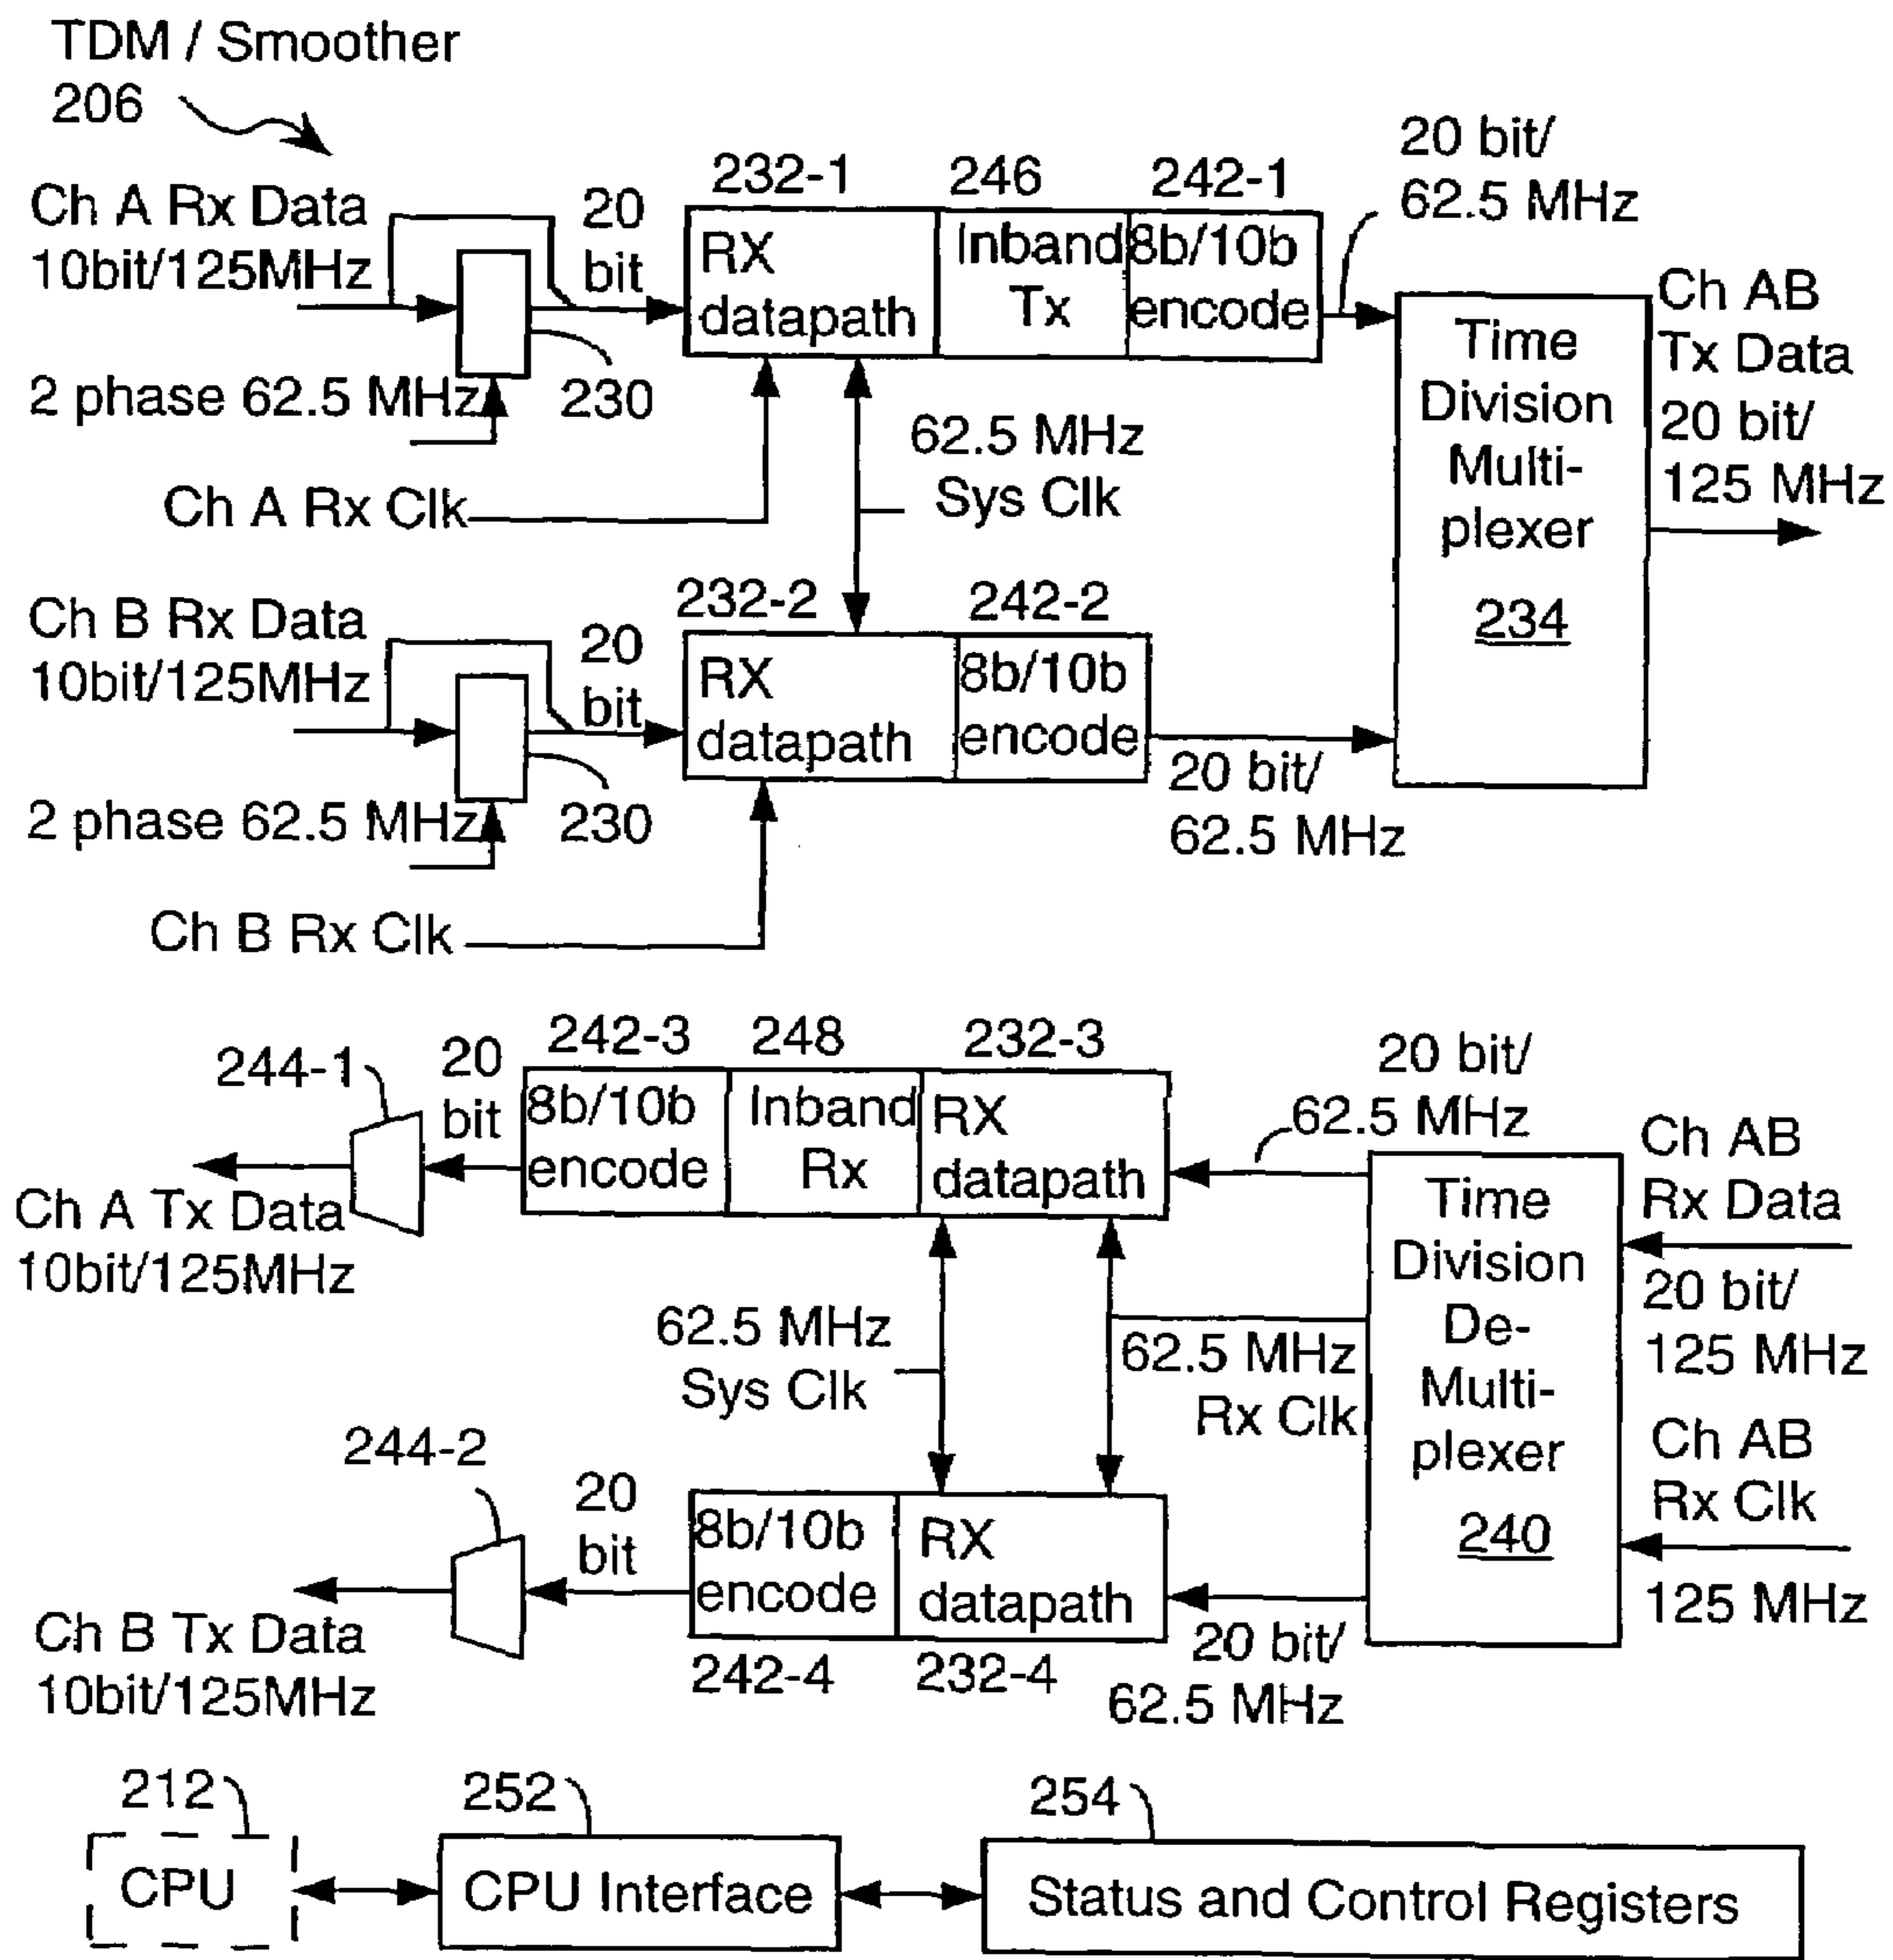 TDM / Smoother
206
Ch A Rx Data
10bit/125MHz
20
bit
232-1
246
242-1
RX
datapath
Inband
Tx
8b/10b
encode
20 bit/
62.5 MHz
2 phase 62.5 MHz
230
Ch A Rx Clk
62.5 MHz
Sys Clk
Time
Division
Multi-
plexer
234
Ch AB
Tx Data
20 bit/
125 MHz
Ch B Rx Data
10bit/125MHz
20
bit
232-2
242-2
RX
datapath
8b/10b
encode
20 bit/
62.5 MHz
2 phase 62.5 MHz
230
Ch B Rx Clk
244-1
20
bit
242-3
248
232-3
8b/10b
encode
Inband
Rx
RX
datapath
20 bit/
62.5 MHz
Ch A Tx Data
10bit/125MHz
62.5 MHz
Sys Clk
62.5 MHz
Rx Clk
Time
Division
De-
Multi-
plexer
240
Ch AB
Rx Data
20 bit/
125 MHz
Ch AB
Rx Clk
125 MHz
244-2
20
bit
8b/10b
encode
RX
datapath
242-4
232-4
20 bit/
62.5 MHz
Ch B Tx Data
10bit/125MHz
212
252
254
CPU
CPU Interface
Status and Control Registers